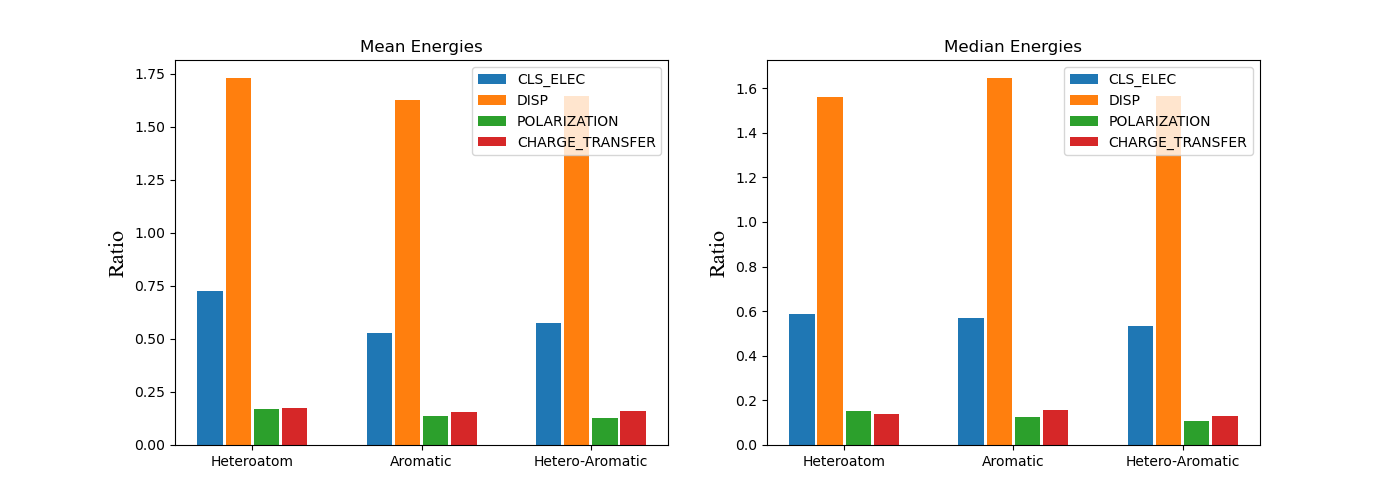 Mean Energies
Ratio
1.75
1.50
1.25
1.00
0.75
0.50
0.25
0.00
CLS_ELEC
DISP
POLARIZATION
CHARGE_TRANSFER
Heteroatom Aromatic Hetero-Aromatic
Median Energies
Ratio
1.6
1.4
1.2
1.0
0.8
0.6
0.4
0.2
0.0
CLS_ELEC
DISP
POLARIZATION
CHARGE_TRANSFER
Heteroatom Aromatic Hetero-Aromatic